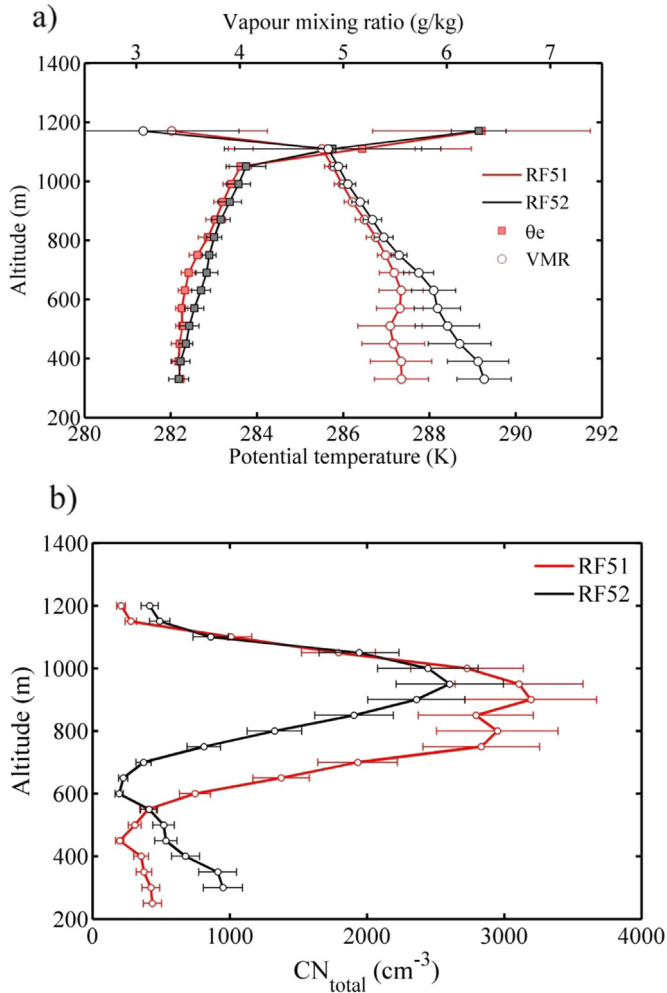 a)
Vapour mixing ratio (g/kg)
3 4 5 6 7
1400
1200
1000
800
600
400
200
Altitude (m)
RF51
RF52
θe
VMR
280 282 284 286 288 290 292
Potential temperature (K)
b)
1400
1200
1000
800
600
400
200
Altitude (m)
RF51
RF52
0 1000 2000 3000 4000
CN_total (cm⁻³)